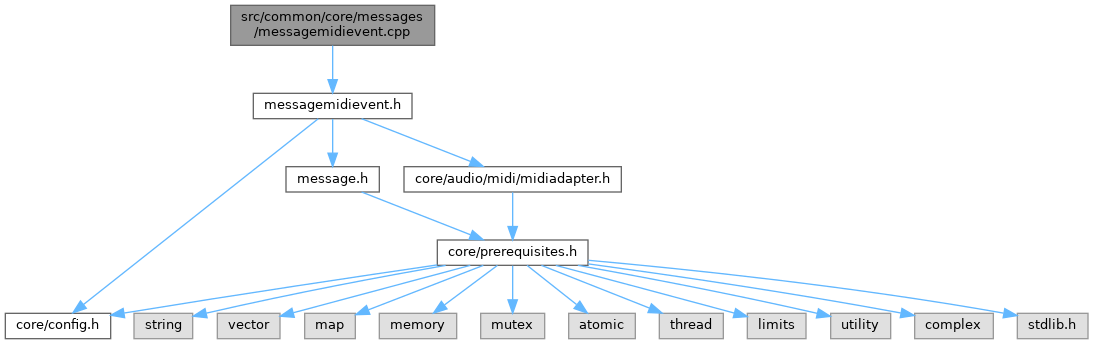 src/common/core/messages
/messagemidievent.cpp
messagemidievent.h
message.h
core/audio/midi/midiadapter.h
core/prerequisites.h
core/config.h
string
vector
map
memory
mutex
atomic
thread
limits
utility
complex
stdlib.h